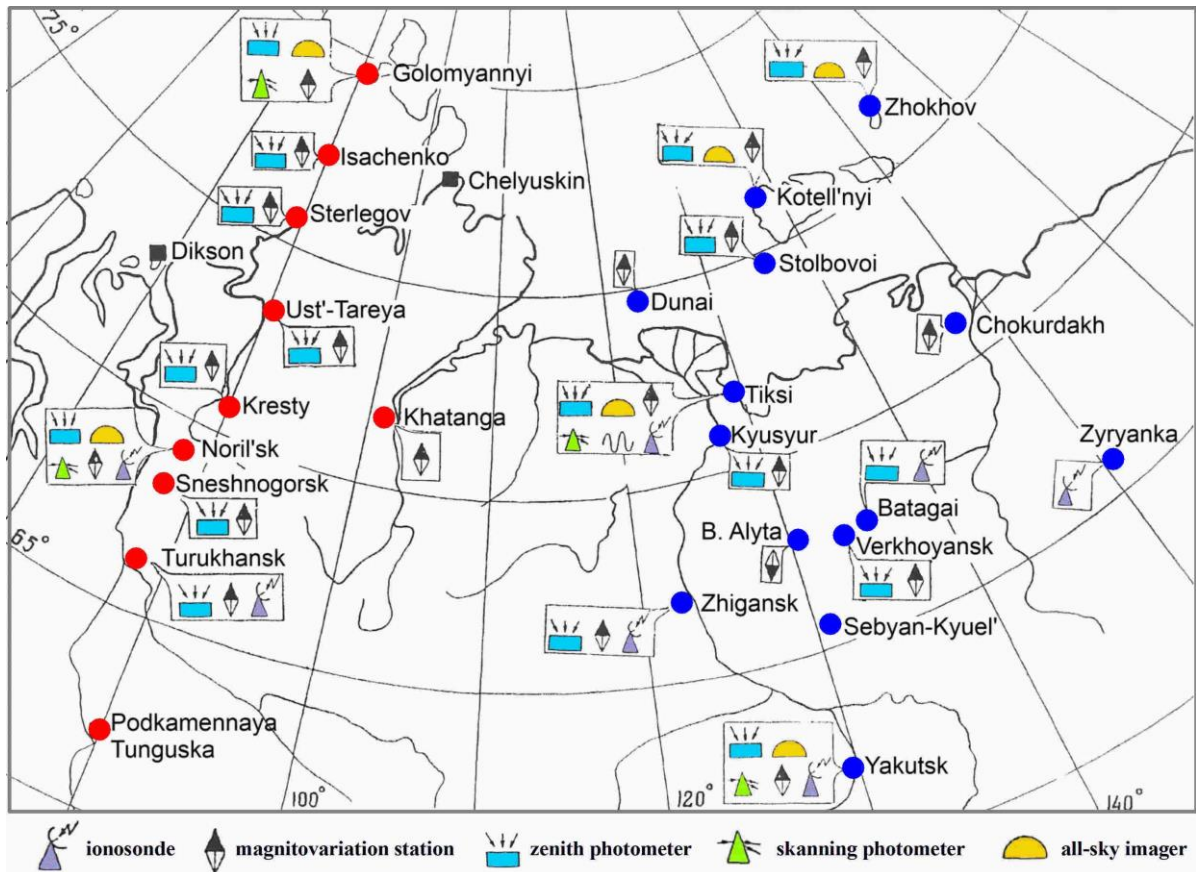 75°
Golomyannyi
Zhokhov
Isachenko
Chelyuskin
Kotell'nyi
Sterlegov
Dikson
Stolbovoi
Dunai
Ust'-Tareya
Chokurdakh
Tiksi
Kresty
Khatanga
Kyusyur
Zyryanka
Noril'sk
Sneshnogorsk
Batagai
B. Alyta
Verkhoyansk
65°
Turukhansk
Zhigansk
Sebyan-Kyuel'
Podkamennaya
Tunguska
Yakutsk
100°
120°
140°
ionosonde
magnitovariation station
zenith photometer
skanning photometer
all-sky imager